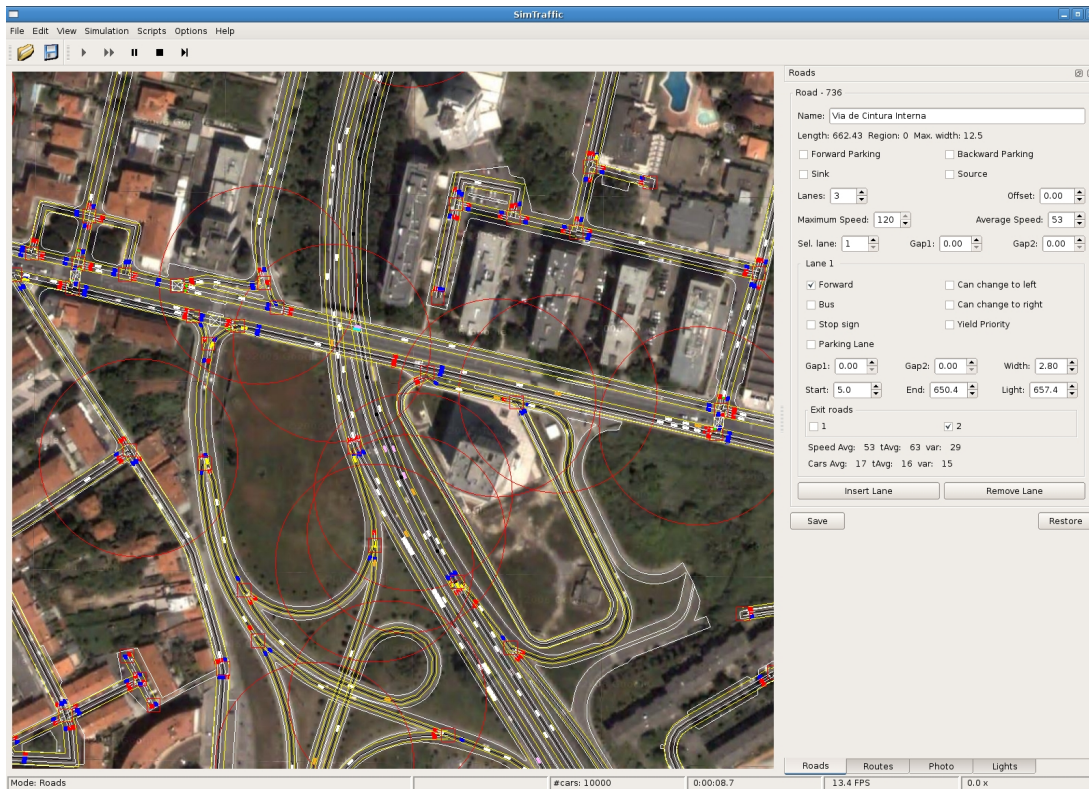 SimTraffic
File Edit View Simulation Scripts Options Help
Roads
Road - 736
Name: Via de Cintura Interna
Length: 662.43 Region: 0 Max. width: 12.5
Forward Parking Backward Parking
Sink Source
Lanes: 3 Offset: 0.00
Maximum Speed: 120 Average Speed: 53
Sel. lane: 1 Gap1: 0.00 Gap2: 0.00
Lane 1
Forward Can change to left
Bus Can change to right
Stop sign Yield Priority
Parking Lane
Gap1: 0.00 Gap2: 0.00 Width: 2.80
Start: 5.0 End: 650.4 Light: 657.4
Exit roads
1 2
Speed Avg: 53 tAvg: 63 var: 29
Cars Avg: 17 tAvg: 16 var: 15
Insert Lane Remove Lane
Save Restore
Roads Routes Photo Lights
Mode: Roads #cars: 10000 0:00:08.7 13.4 FPS 0.0 x